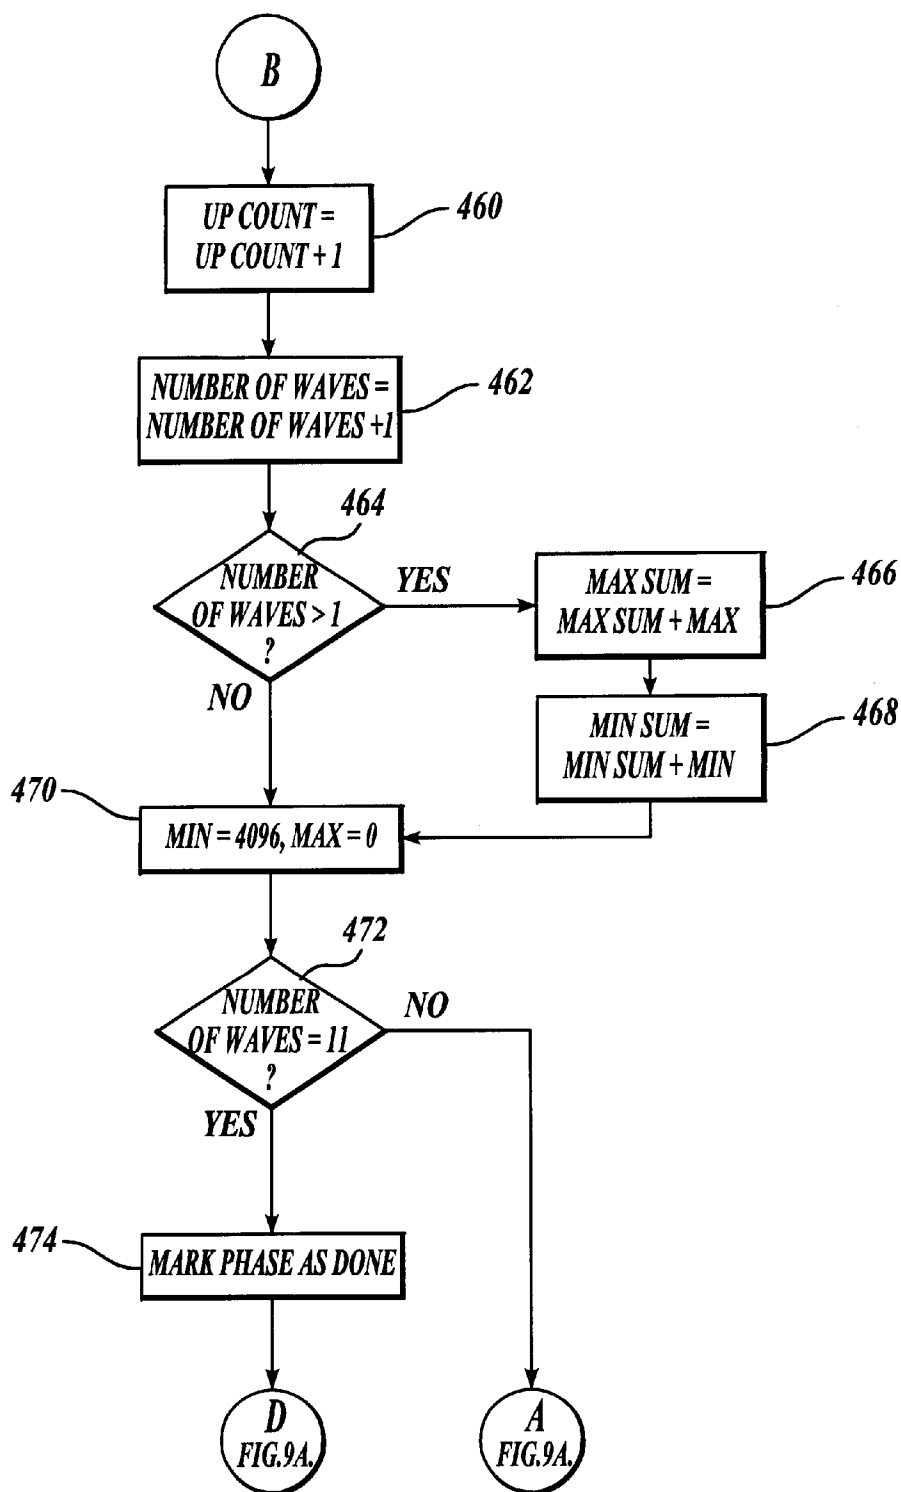 B
UP COUNT =
UP COUNT + 1
460
NUMBER OF WAVES =
NUMBER OF WAVES +1
462
464
NUMBER
OF WAVES > 1
?
YES
NO
MAX SUM =
MAX SUM + MAX
466
MIN SUM =
MIN SUM + MIN
468
470
MIN = 4096, MAX = 0
472
NUMBER
OF WAVES = 11
?
NO
YES
474
MARK PHASE AS DONE
D
FIG.9A.
A
FIG.9A.